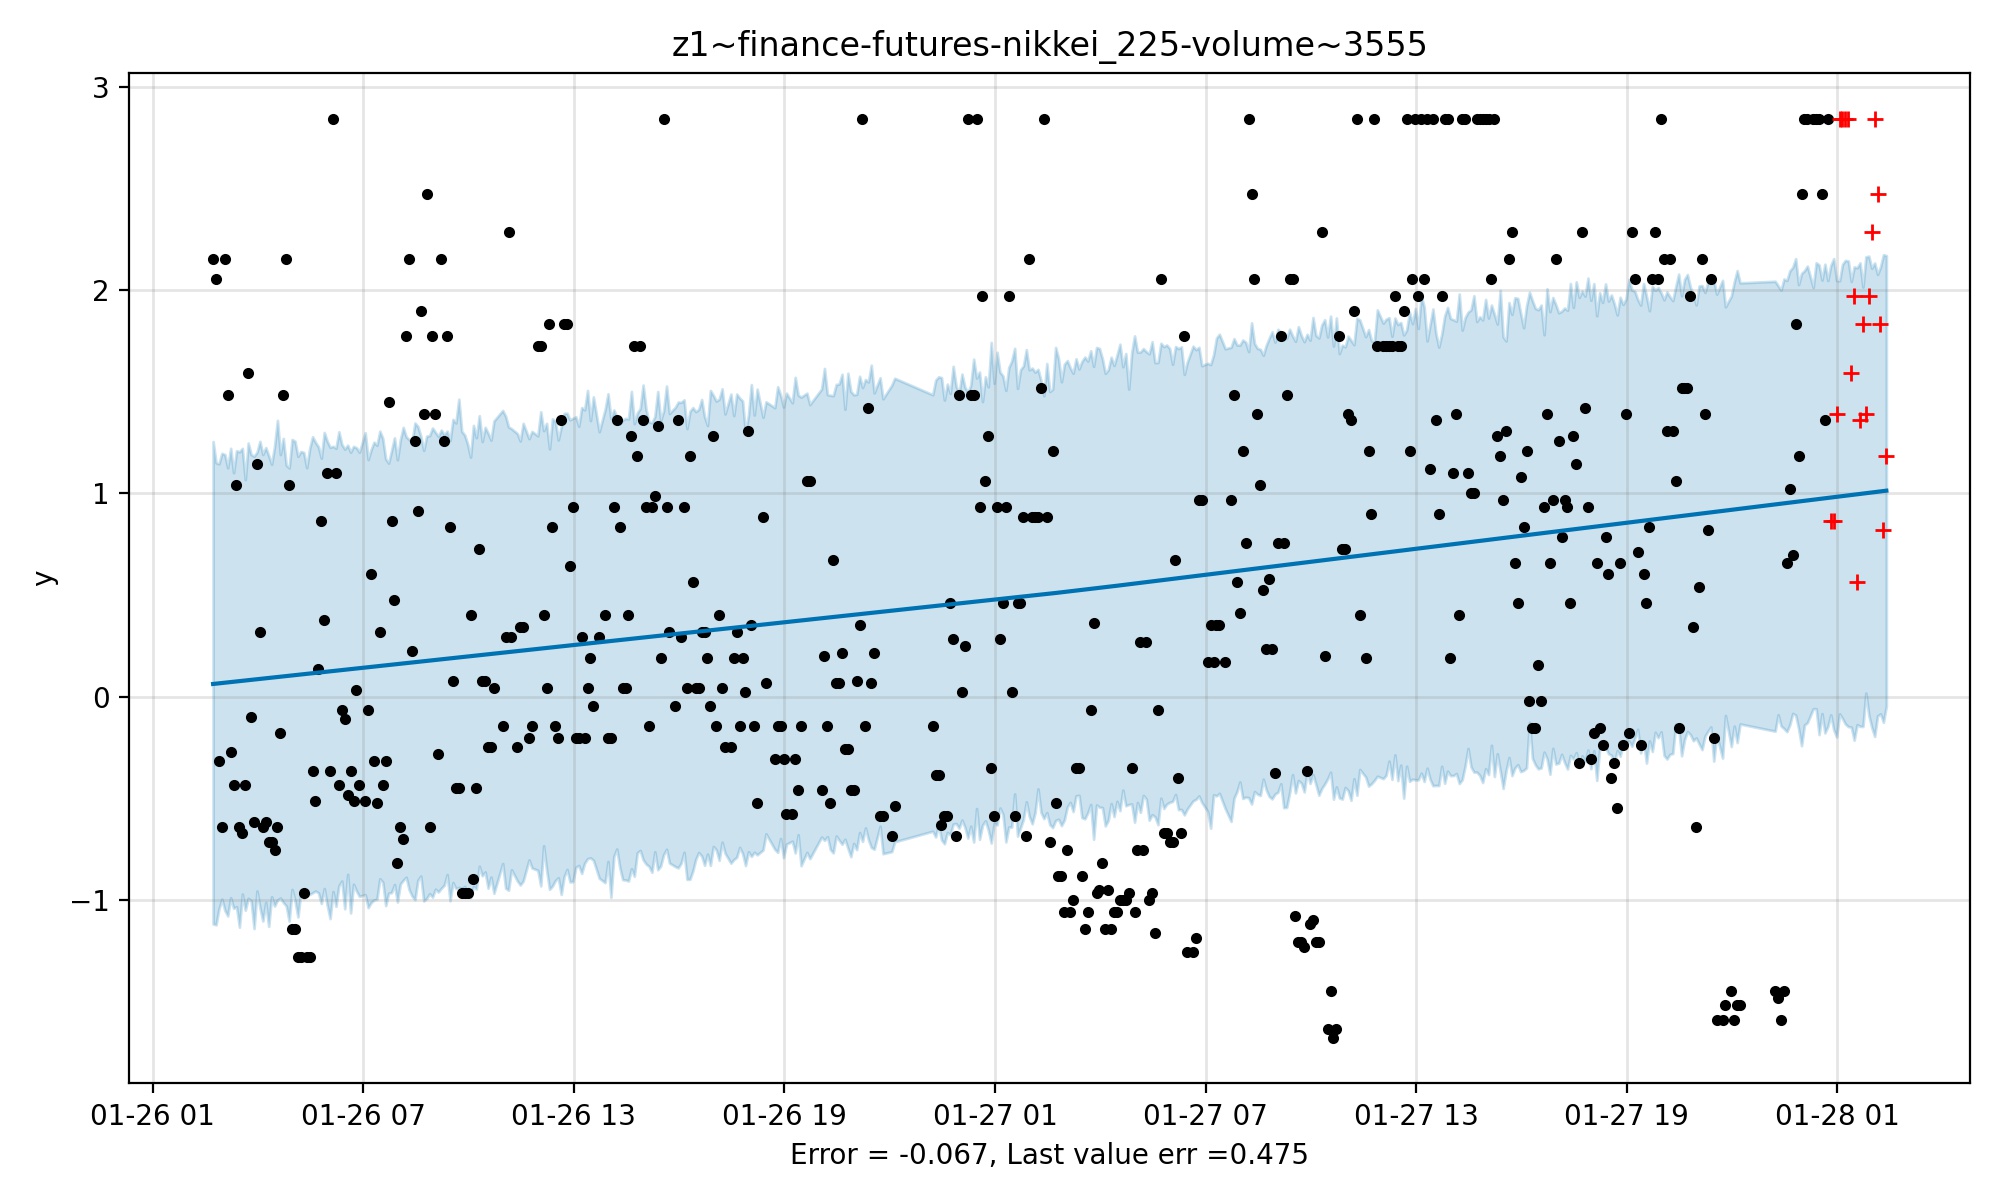 z1~finance-futures-nikkei_225-volume~3555
y
3
2
1
0
−1
01-26 01 01-26 07 01-26 13 01-26 19 01-27 01 01-27 07 01-27 13 01-27 19 01-28 01
Error = -0.067, Last value err =0.475